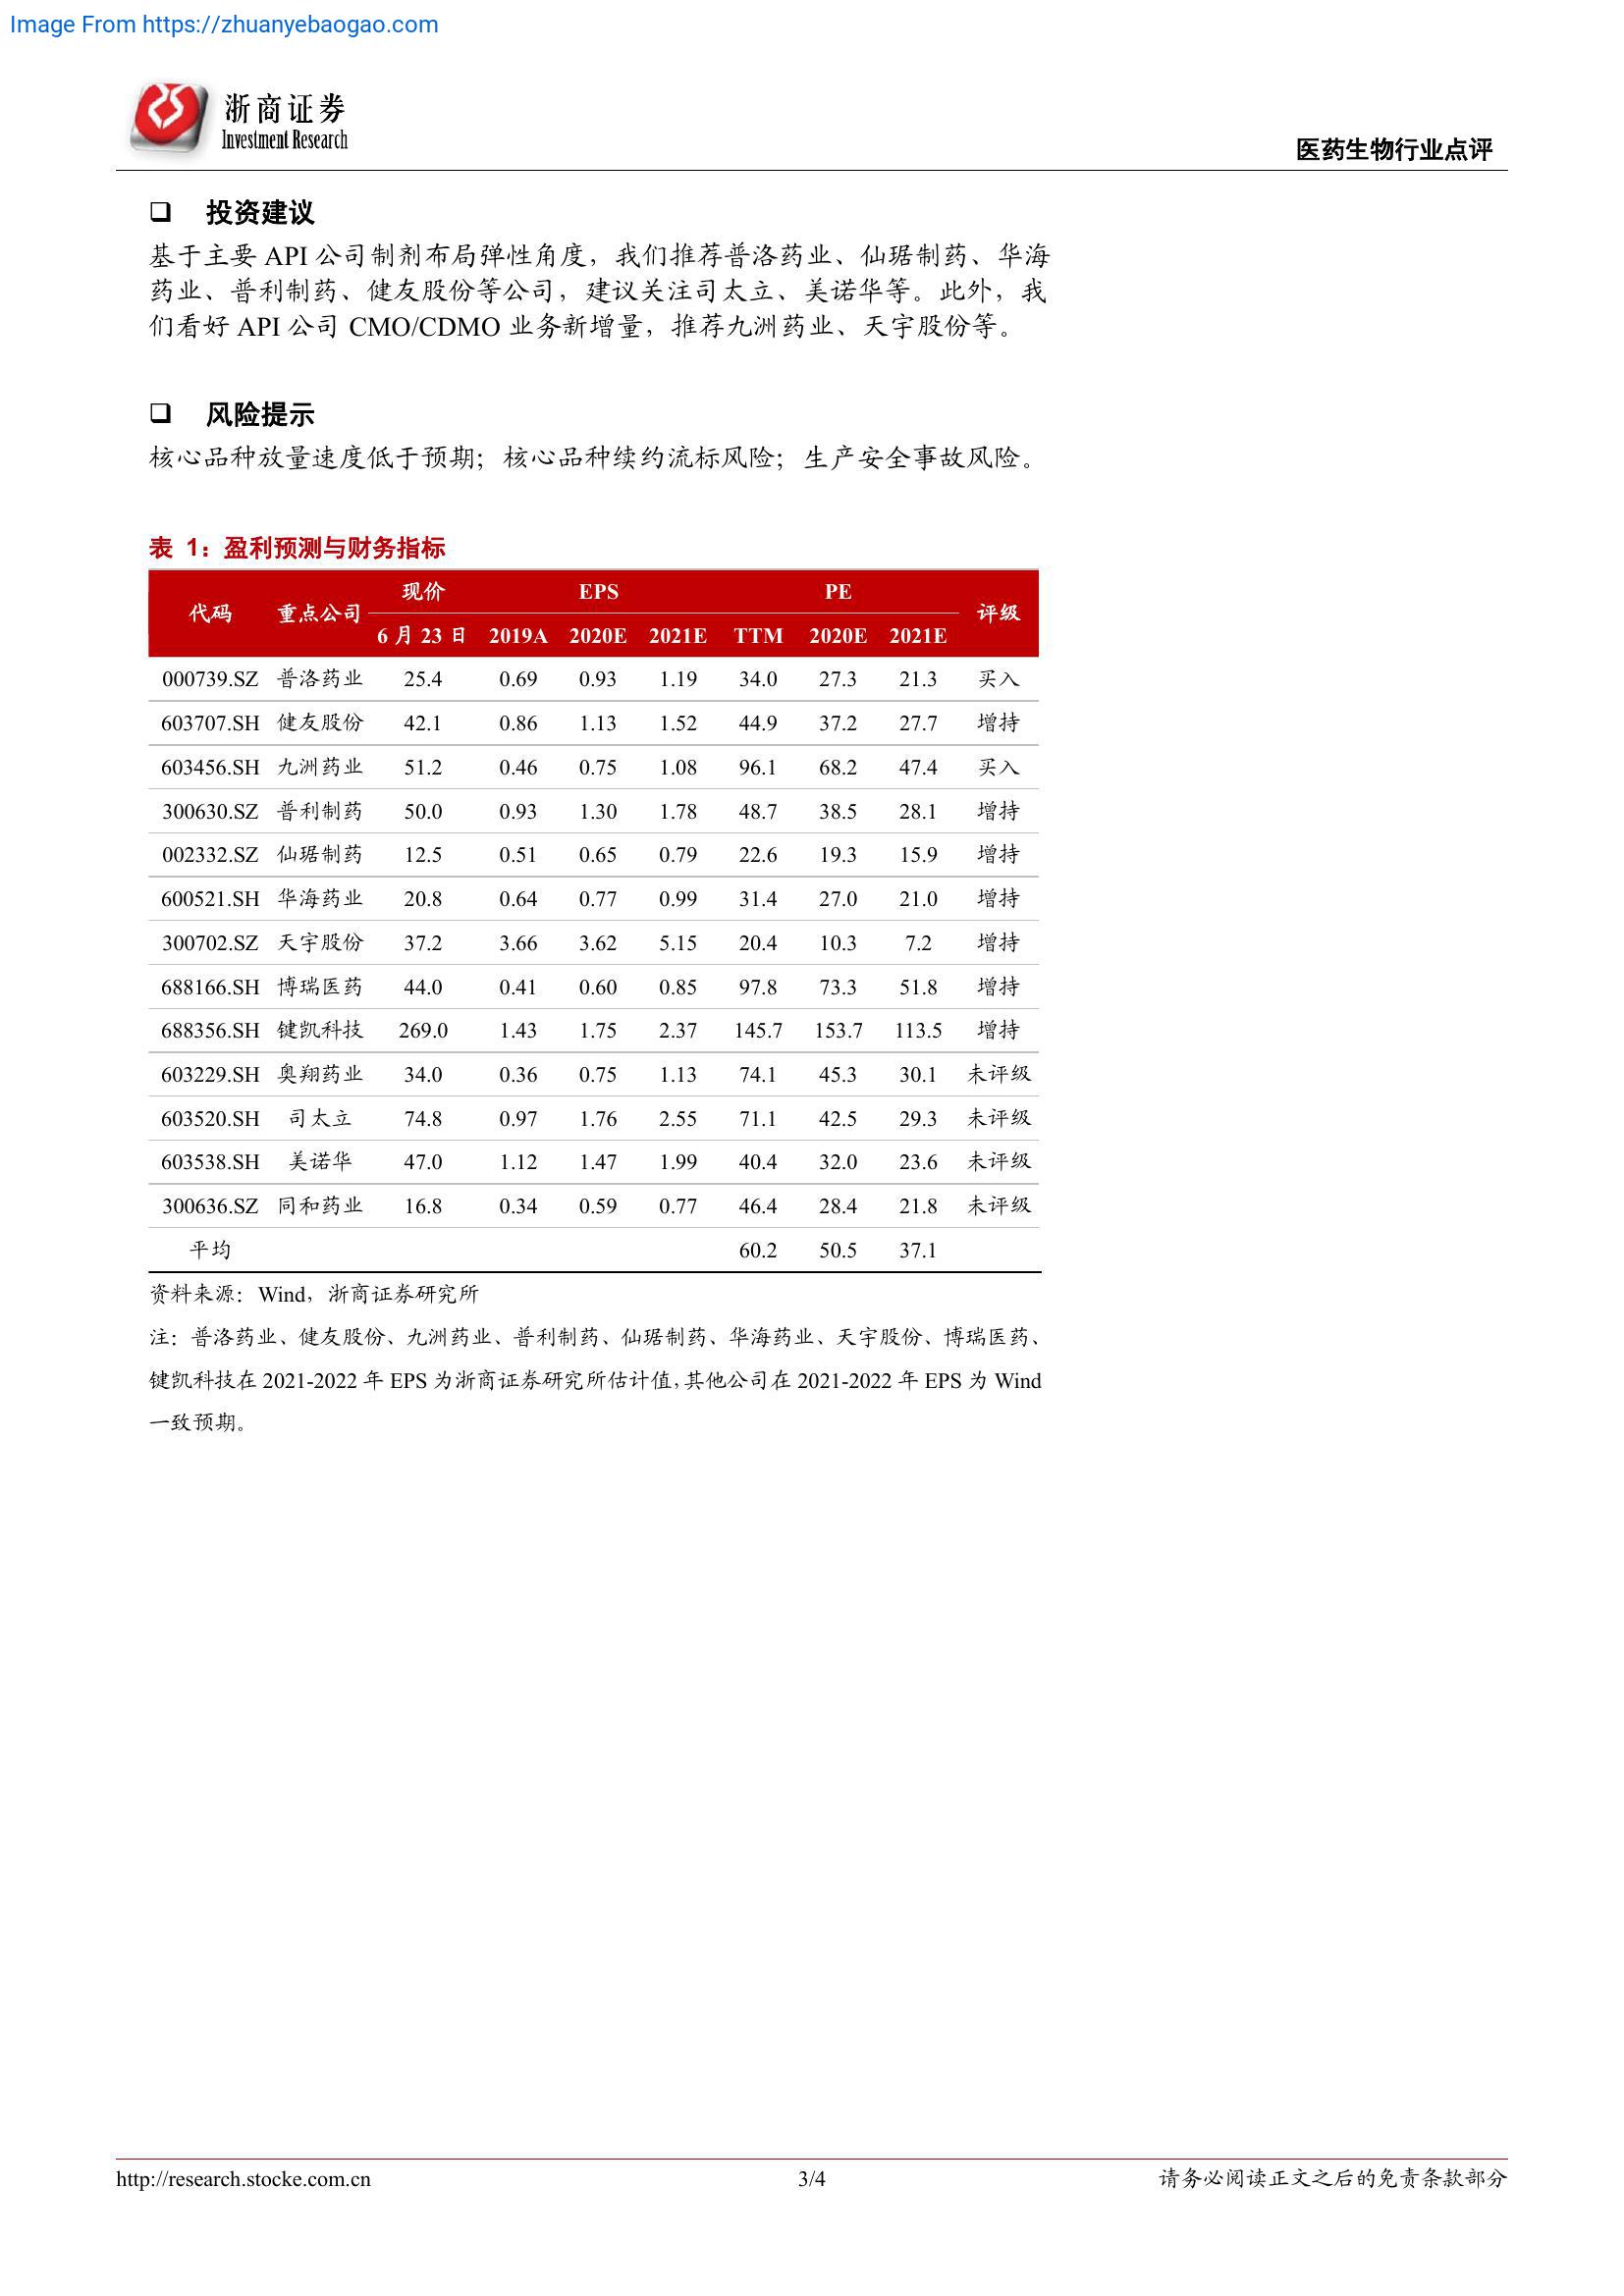 Image From https://zhuanyebaogao.com
浙商证券
Investment Research
医药生物行业点评
❑ 投资建议
基于主要 API 公司制剂布局弹性角度，我们推荐普洛药业、仙琚制药、华海
药业、普利制药、健友股份等公司，建议关注司太立、美诺华等。此外，我
们看好 API 公司 CMO/CDMO 业务新增量，推荐九洲药业、天宇股份等。
❑ 风险提示
核心品种放量速度低于预期；核心品种续约流标风险；生产安全事故风险。
表 1：盈利预测与财务指标
代码 重点公司 现价 EPS PE 评级
6 月 23 日 2019A 2020E 2021E TTM 2020E 2021E
000739.SZ 普洛药业 25.4 0.69 0.93 1.19 34.0 27.3 21.3 买入
603707.SH 健友股份 42.1 0.86 1.13 1.52 44.9 37.2 27.7 增持
603456.SH 九洲药业 51.2 0.46 0.75 1.08 96.1 68.2 47.4 买入
300630.SZ 普利制药 50.0 0.93 1.30 1.78 48.7 38.5 28.1 增持
002332.SZ 仙琚制药 12.5 0.51 0.65 0.79 22.6 19.3 15.9 增持
600521.SH 华海药业 20.8 0.64 0.77 0.99 31.4 27.0 21.0 增持
300702.SZ 天宇股份 37.2 3.66 3.62 5.15 20.4 10.3 7.2 增持
688166.SH 博瑞医药 44.0 0.41 0.60 0.85 97.8 73.3 51.8 增持
688356.SH 键凯科技 269.0 1.43 1.75 2.37 145.7 153.7 113.5 增持
603229.SH 奥翔药业 34.0 0.36 0.75 1.13 74.1 45.3 30.1 未评级
603520.SH 司太立 74.8 0.97 1.76 2.55 71.1 42.5 29.3 未评级
603538.SH 美诺华 47.0 1.12 1.47 1.99 40.4 32.0 23.6 未评级
300636.SZ 同和药业 16.8 0.34 0.59 0.77 46.4 28.4 21.8 未评级
平均 60.2 50.5 37.1
资料来源：Wind，浙商证券研究所
注：普洛药业、健友股份、九洲药业、普利制药、仙琚制药、华海药业、天宇股份、博瑞医药、
键凯科技在 2021-2022 年 EPS 为浙商证券研究所估计值，其他公司在 2021-2022 年 EPS 为 Wind
一致预期。
http://research.stocke.com.cn 3/4 请务必阅读正文之后的免责条款部分